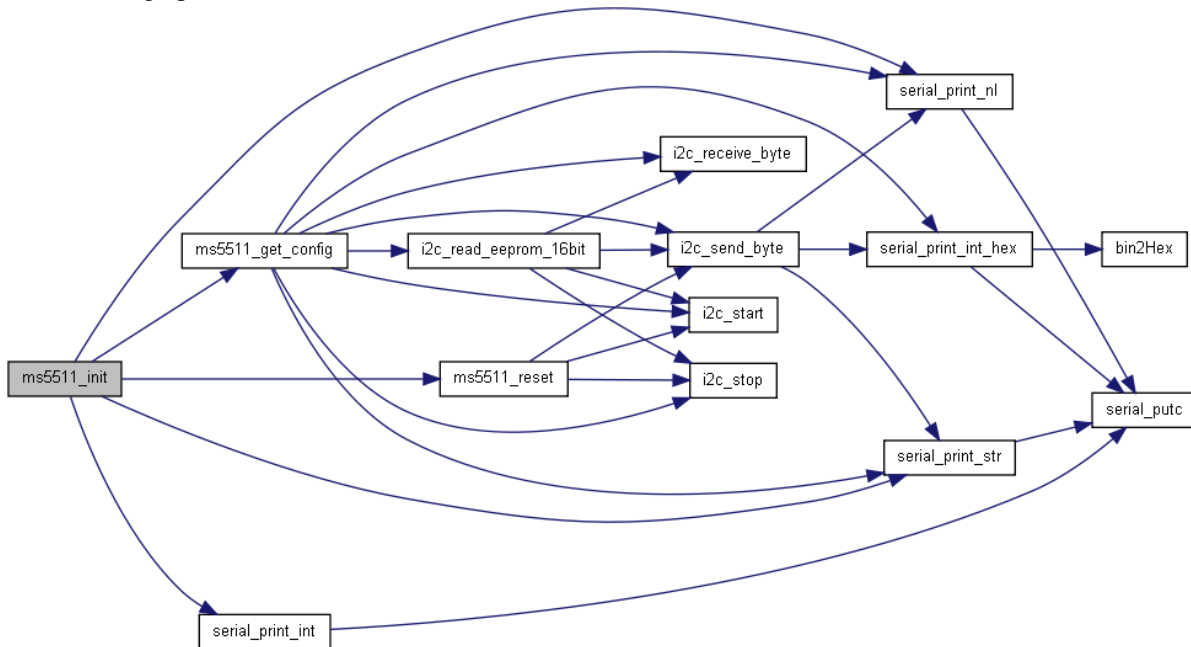 serial_print_nl
i2c_receive_byte
ms5511_get_config
i2c_read_eeprom_16bit
i2c_send_byte
serial_print_int_hex
bin2Hex
i2c_start
ms5511_init
ms5511_reset
i2c_stop
serial_putc
serial_print_str
serial_print_int